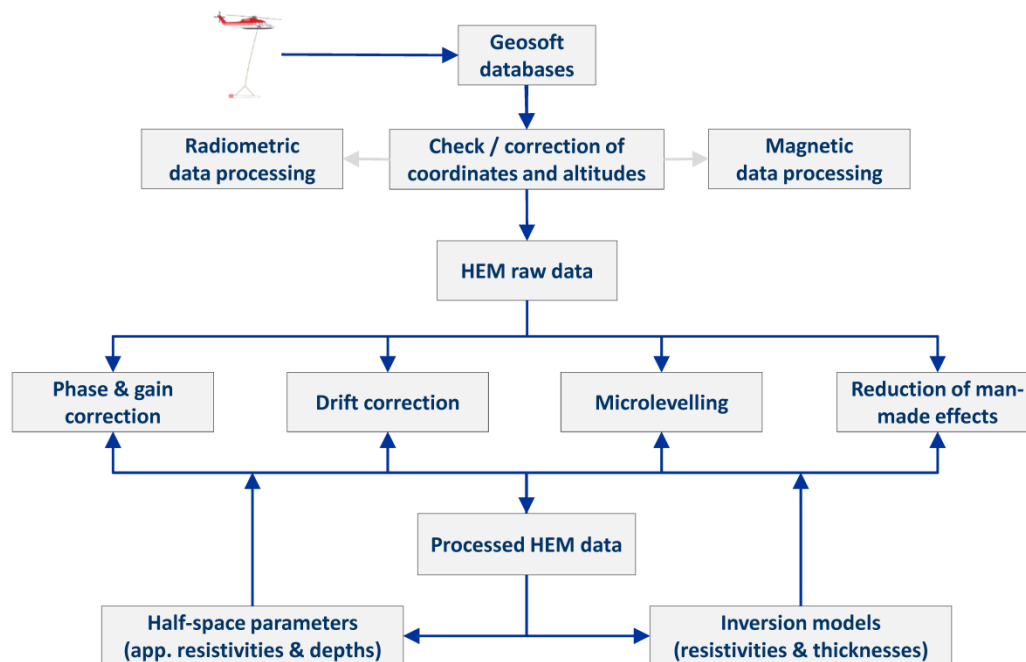 Geosoft
databases
Radiometric
data processing
Check / correction of
coordinates and altitudes
Magnetic
data processing
HEM raw data
Phase & gain
correction
Drift correction
Microlevelling
Reduction of man-
made effects
Processed HEM data
Half-space parameters
(app. resistivities & depths)
Inversion models
(resistivities & thicknesses)